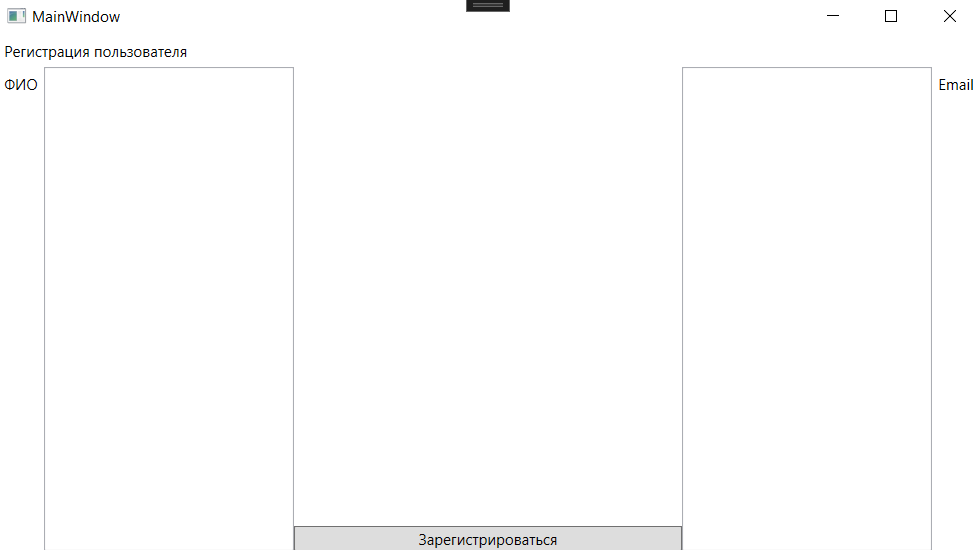 MainWindow
Регистрация пользователя
ФИО
Email
Зарегистрироваться